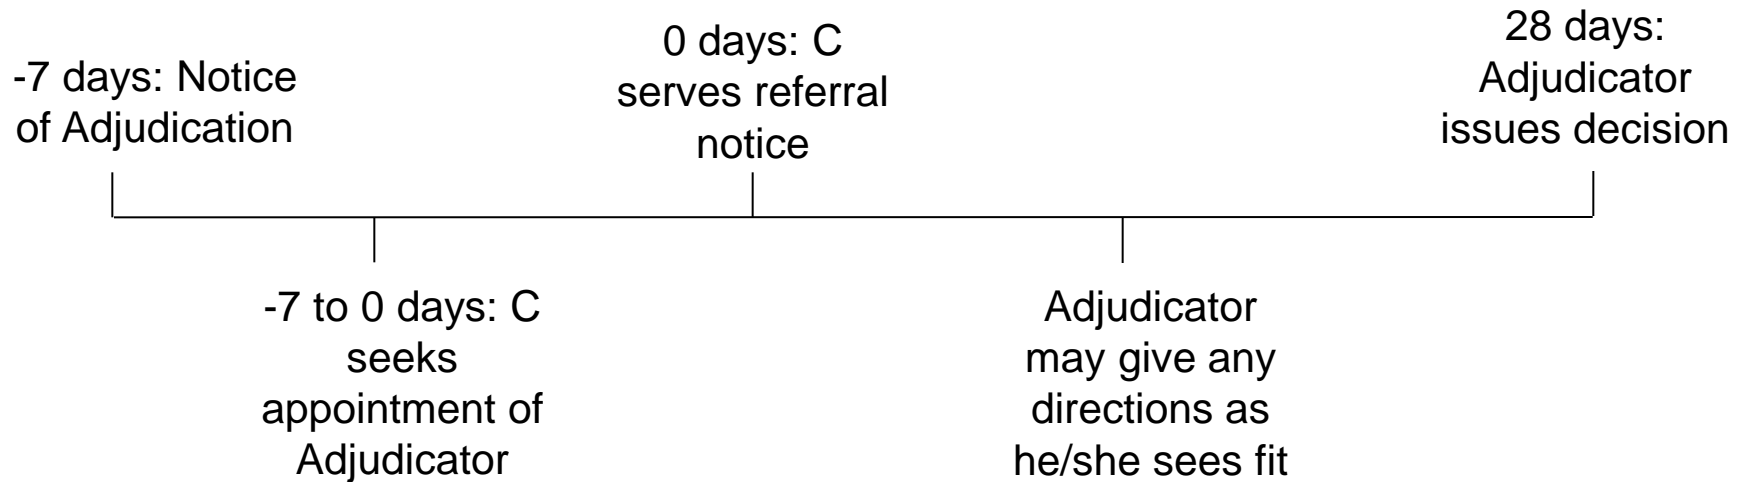 -7 days: Notice
of Adjudication
-7 to 0 days: C
seeks
appointment of
Adjudicator
0 days: C
serves referral
notice
Adjudicator
may give any
directions as
he/she sees fit
28 days:
Adjudicator
issues decision